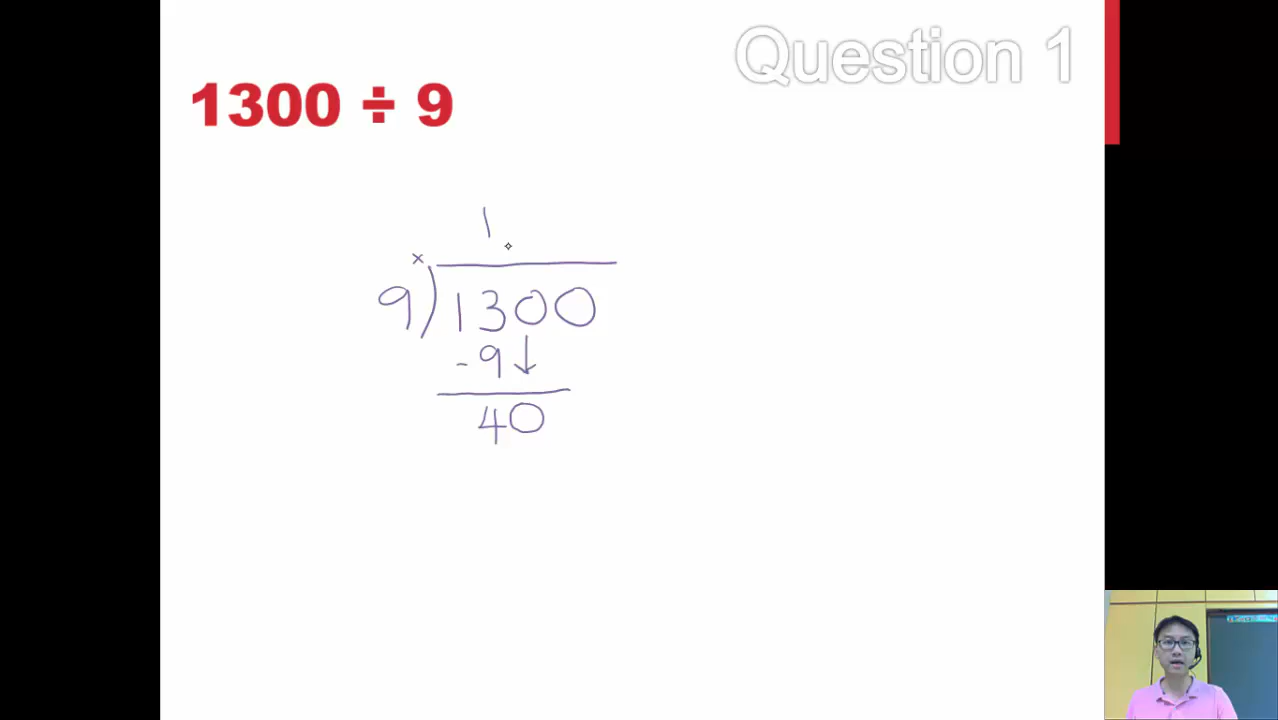 Question 1
1300 ÷ 9
1
×
9)1300
-9↓
40